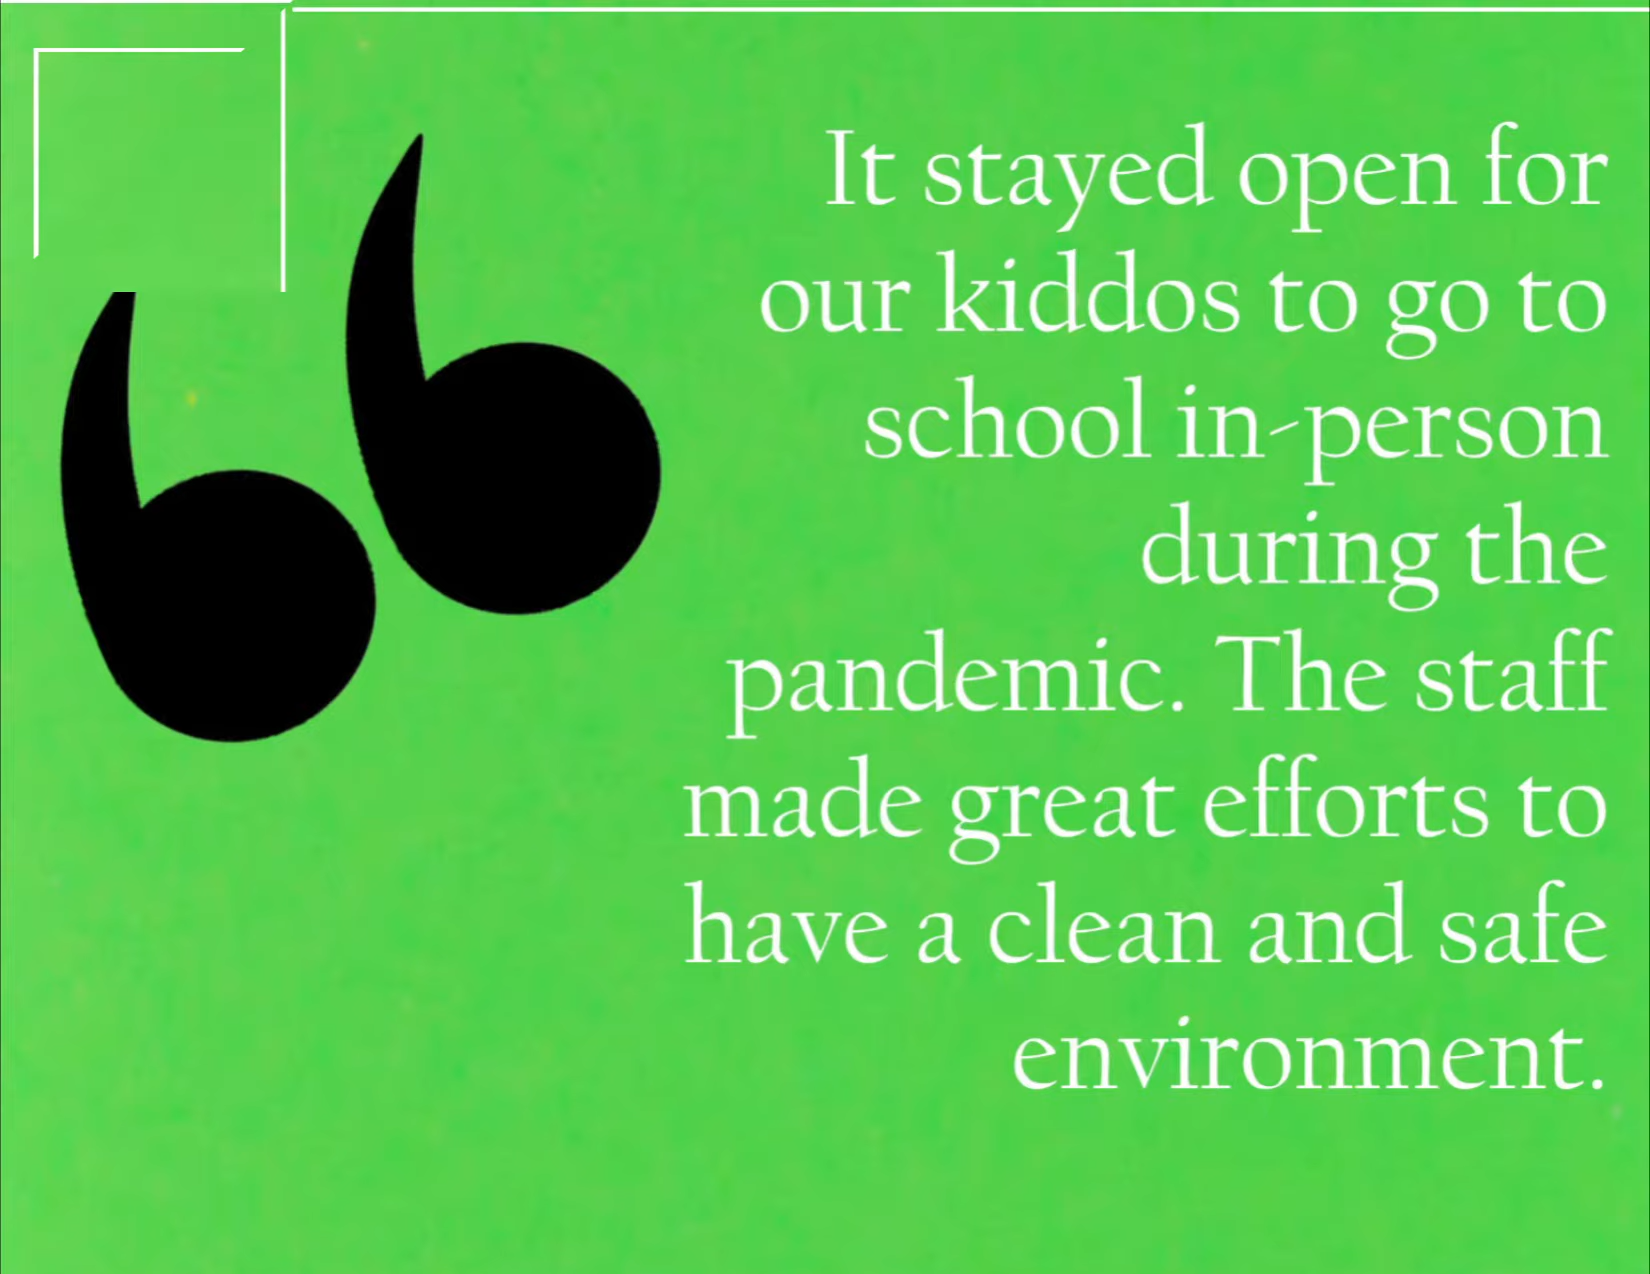 It stayed open for
our kiddos to go to
school in-person
during the
pandemic. The staff
made great efforts to
have a clean and safe
environment.